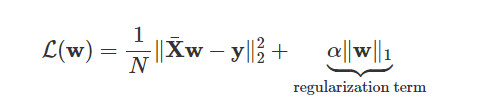 ℒ(𝐰) = 1/N ‖X̄𝐰 − 𝐲‖₂² + α‖𝐰‖₁
regularization term